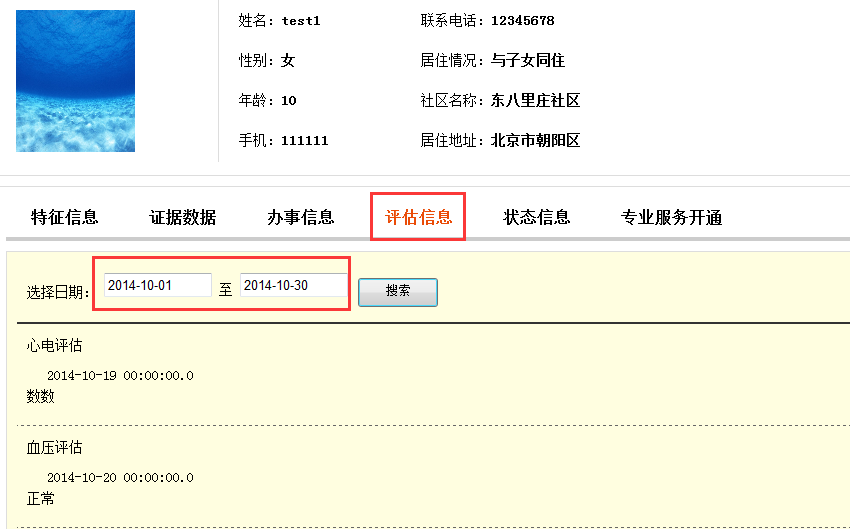 姓名：test1 联系电话：12345678
性别：女 居住情况：与子女同住
年龄：10 社区名称：东八里庄社区
手机：111111 居住地址：北京市朝阳区
特征信息 证据数据 办事信息 评估信息 状态信息 专业服务开通
选择日期： 2014-10-01 至 2014-10-30 搜索
心电评估
2014-10-19 00:00:00.0
数数
血压评估
2014-10-20 00:00:00.0
正常